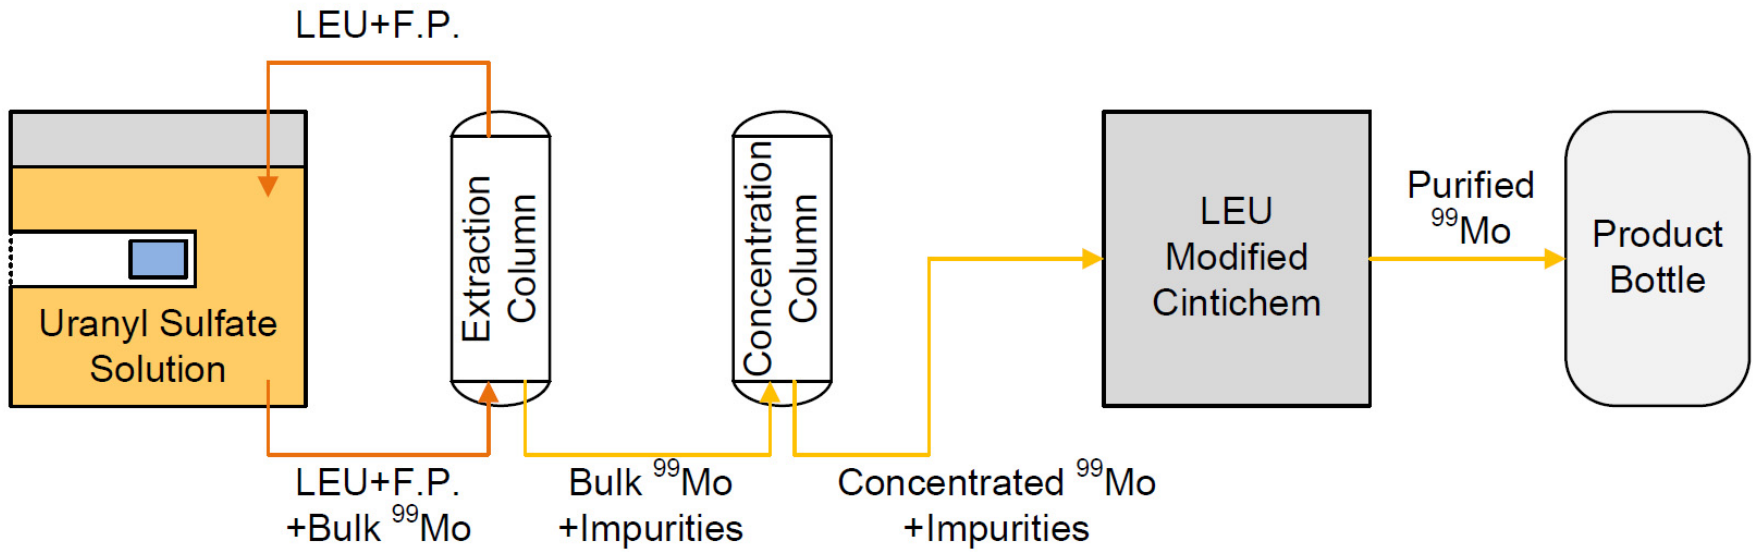 LEU+F.P.
Uranyl Sulfate
Solution
Extraction
Column
Concentration
Column
LEU
Modified
Cintichem
Purified
⁹⁹Mo
Product
Bottle
LEU+F.P.
+Bulk ⁹⁹Mo
Bulk ⁹⁹Mo
+Impurities
Concentrated ⁹⁹Mo
+Impurities